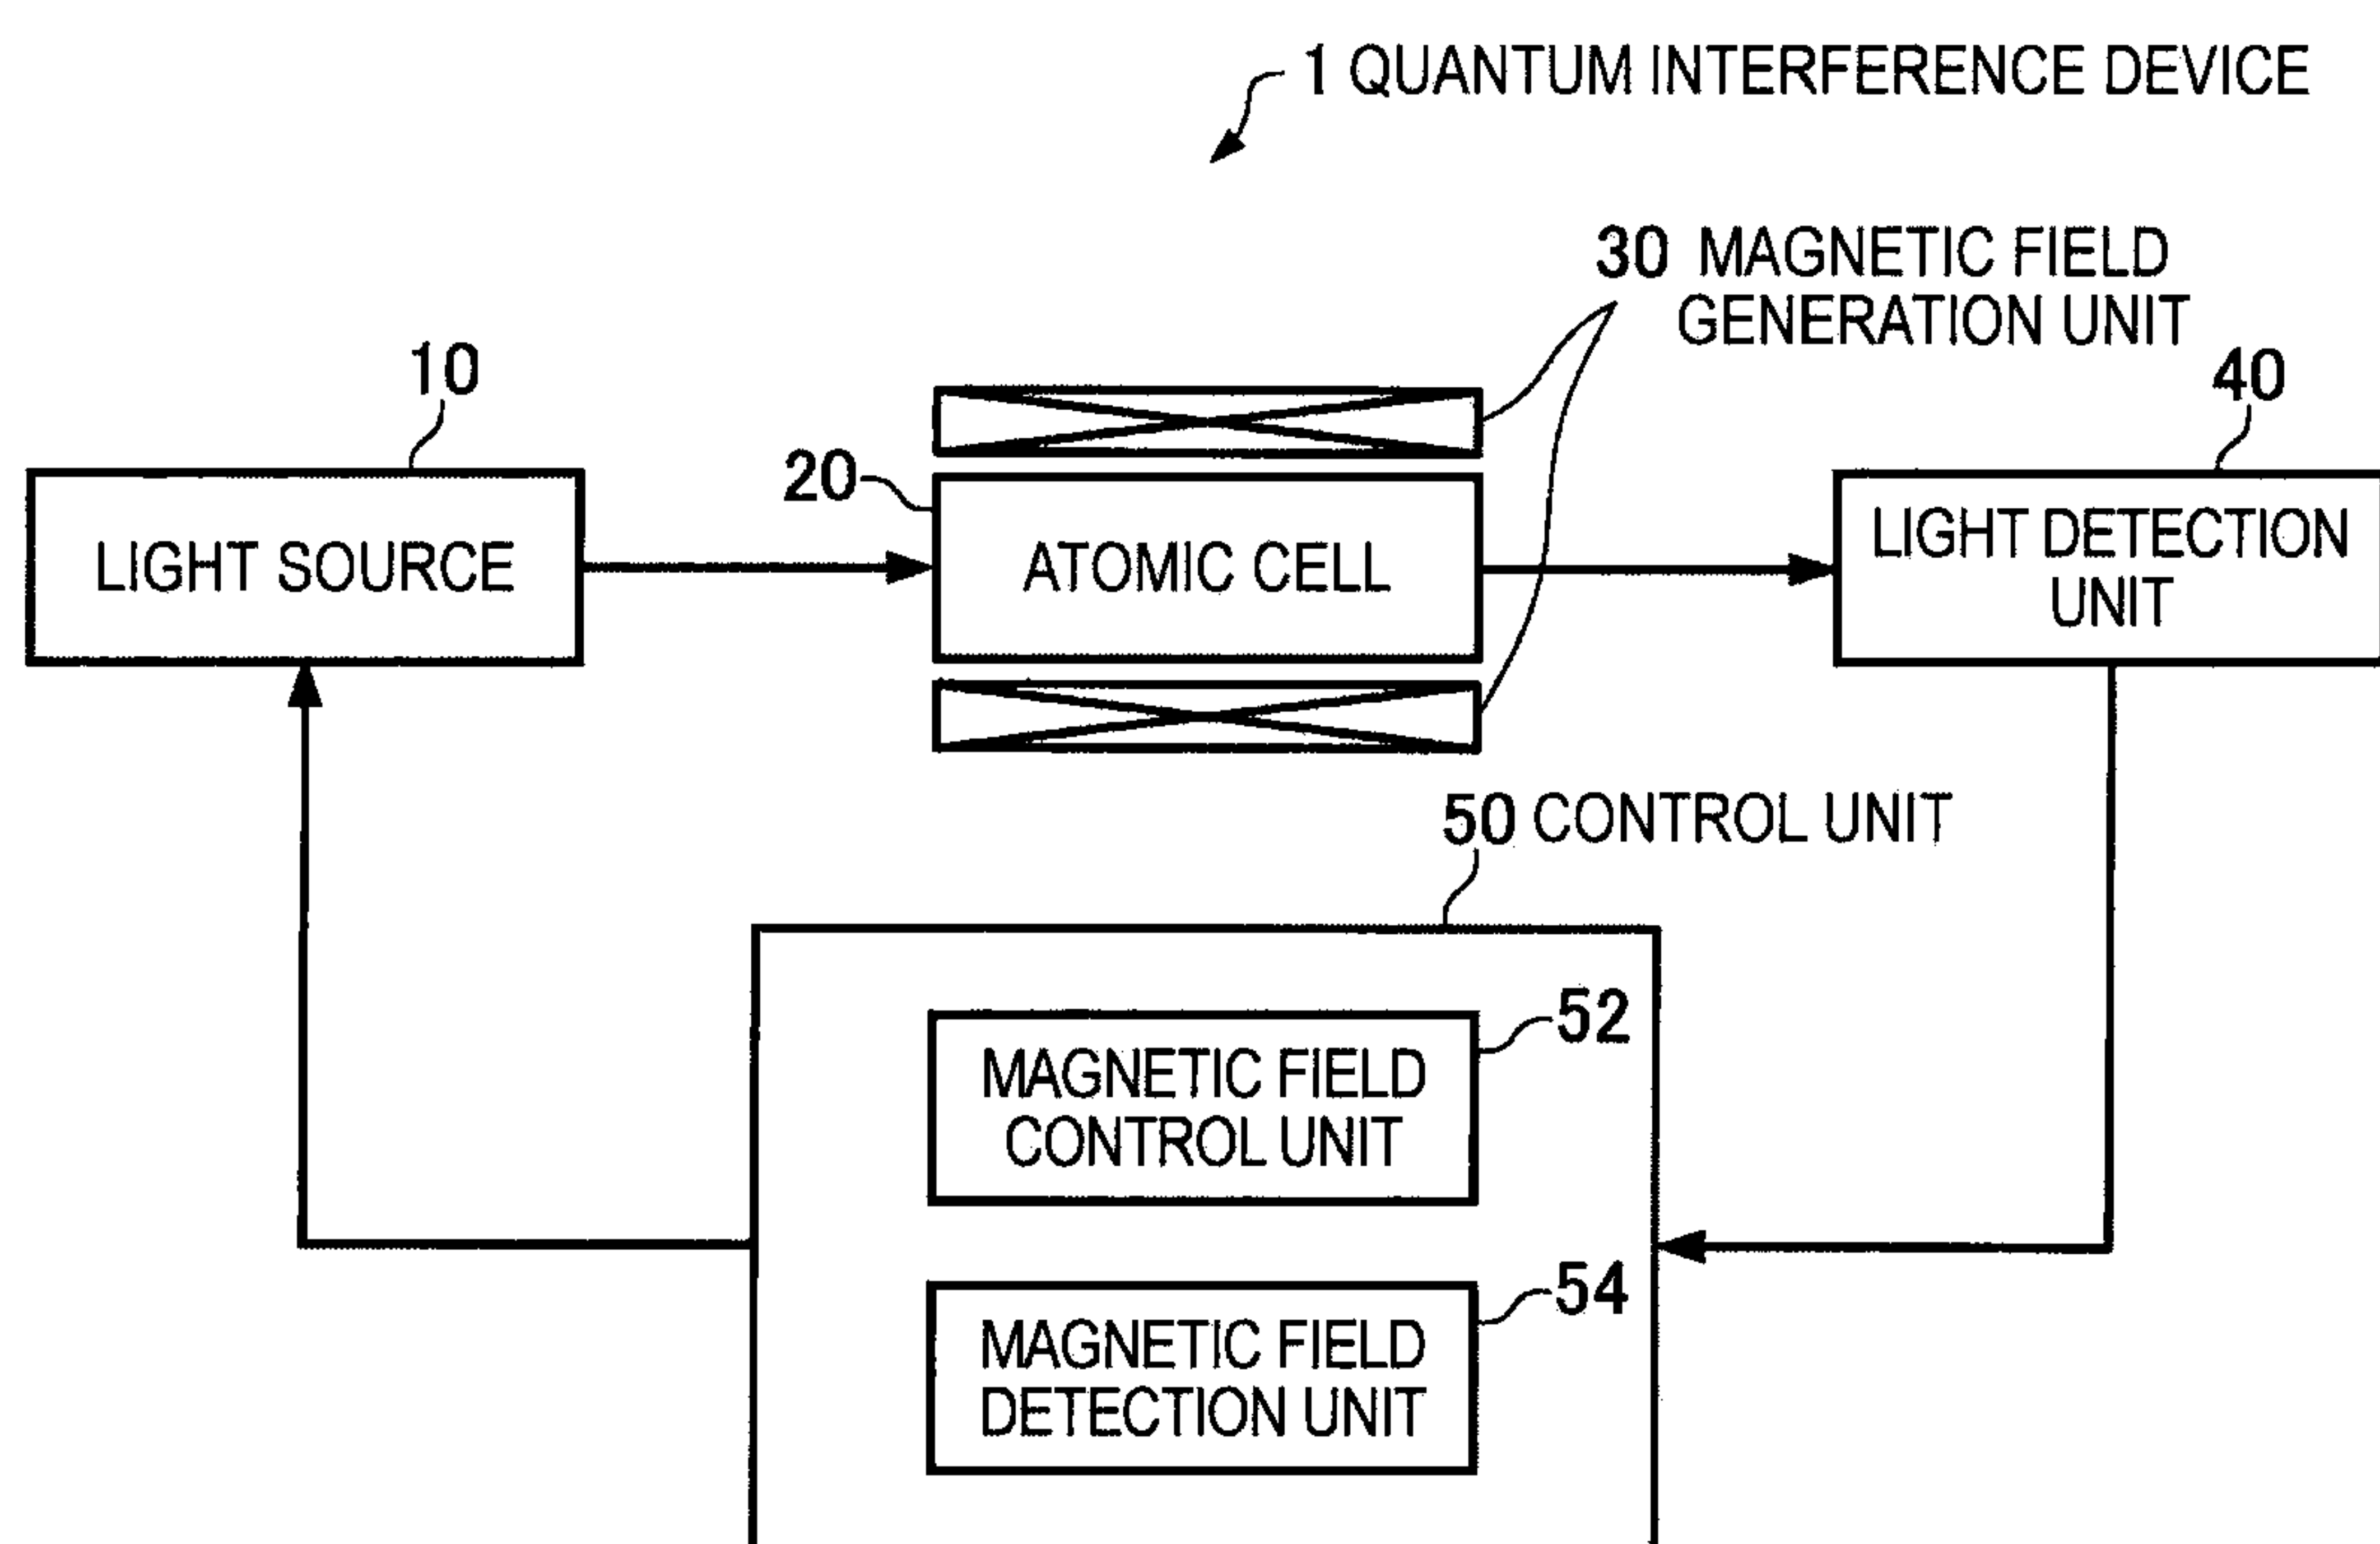 1 QUANTUM INTERFERENCE DEVICE
30 MAGNETIC FIELD
GENERATION UNIT
10
40
20
LIGHT SOURCE
ATOMIC CELL
LIGHT DETECTION
UNIT
50 CONTROL UNIT
52
MAGNETIC FIELD
CONTROL UNIT
54
MAGNETIC FIELD
DETECTION UNIT